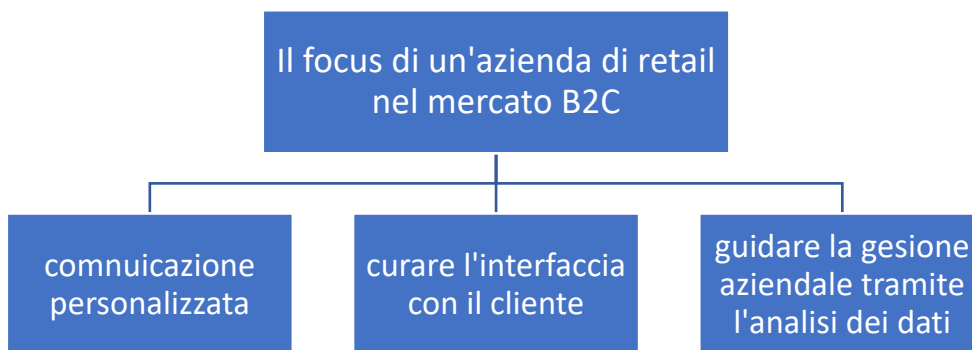 Il focus di un'azienda di retail
nel mercato B2C
comnuicazione
personalizzata
curare l'interfaccia
con il cliente
guidare la gesione
aziendale tramite
l'analisi dei dati